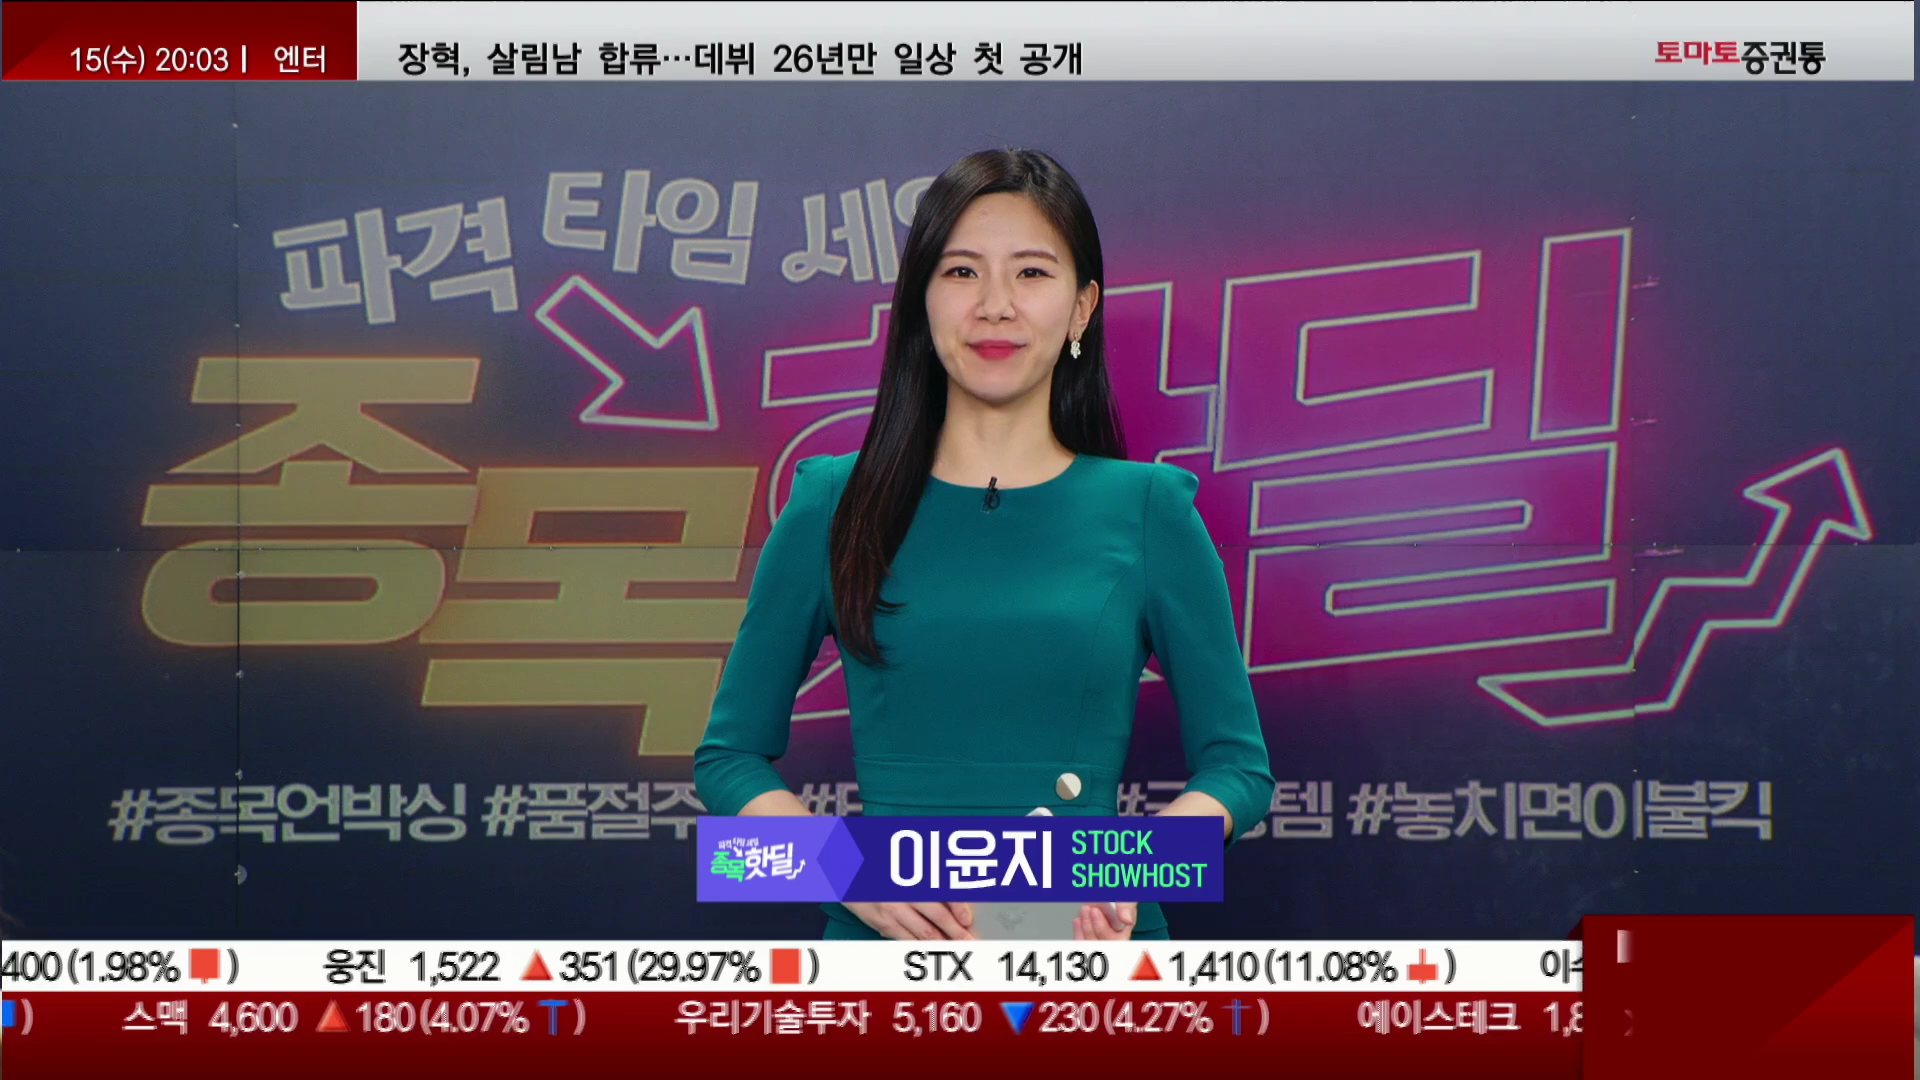 15(수) 20:03 | 엔터
장혁, 살림남 합류…데뷔 26년만 일상 첫 공개
토마토증권통
파격 타임
종목
딜
#종목언박싱 #품절주
#놓치면이불킥
파격 타임 세일
종목핫딜
이윤지
STOCK
SHOWHOST
400(1.98% )
웅진 1,522 ▲351(29.97% )
STX 14,130 ▲1,410(11.08% )
스맥 4,600 ▲180(4.07% )
우리기술투자 5,160 ▼230(4.27% )
에이스테크